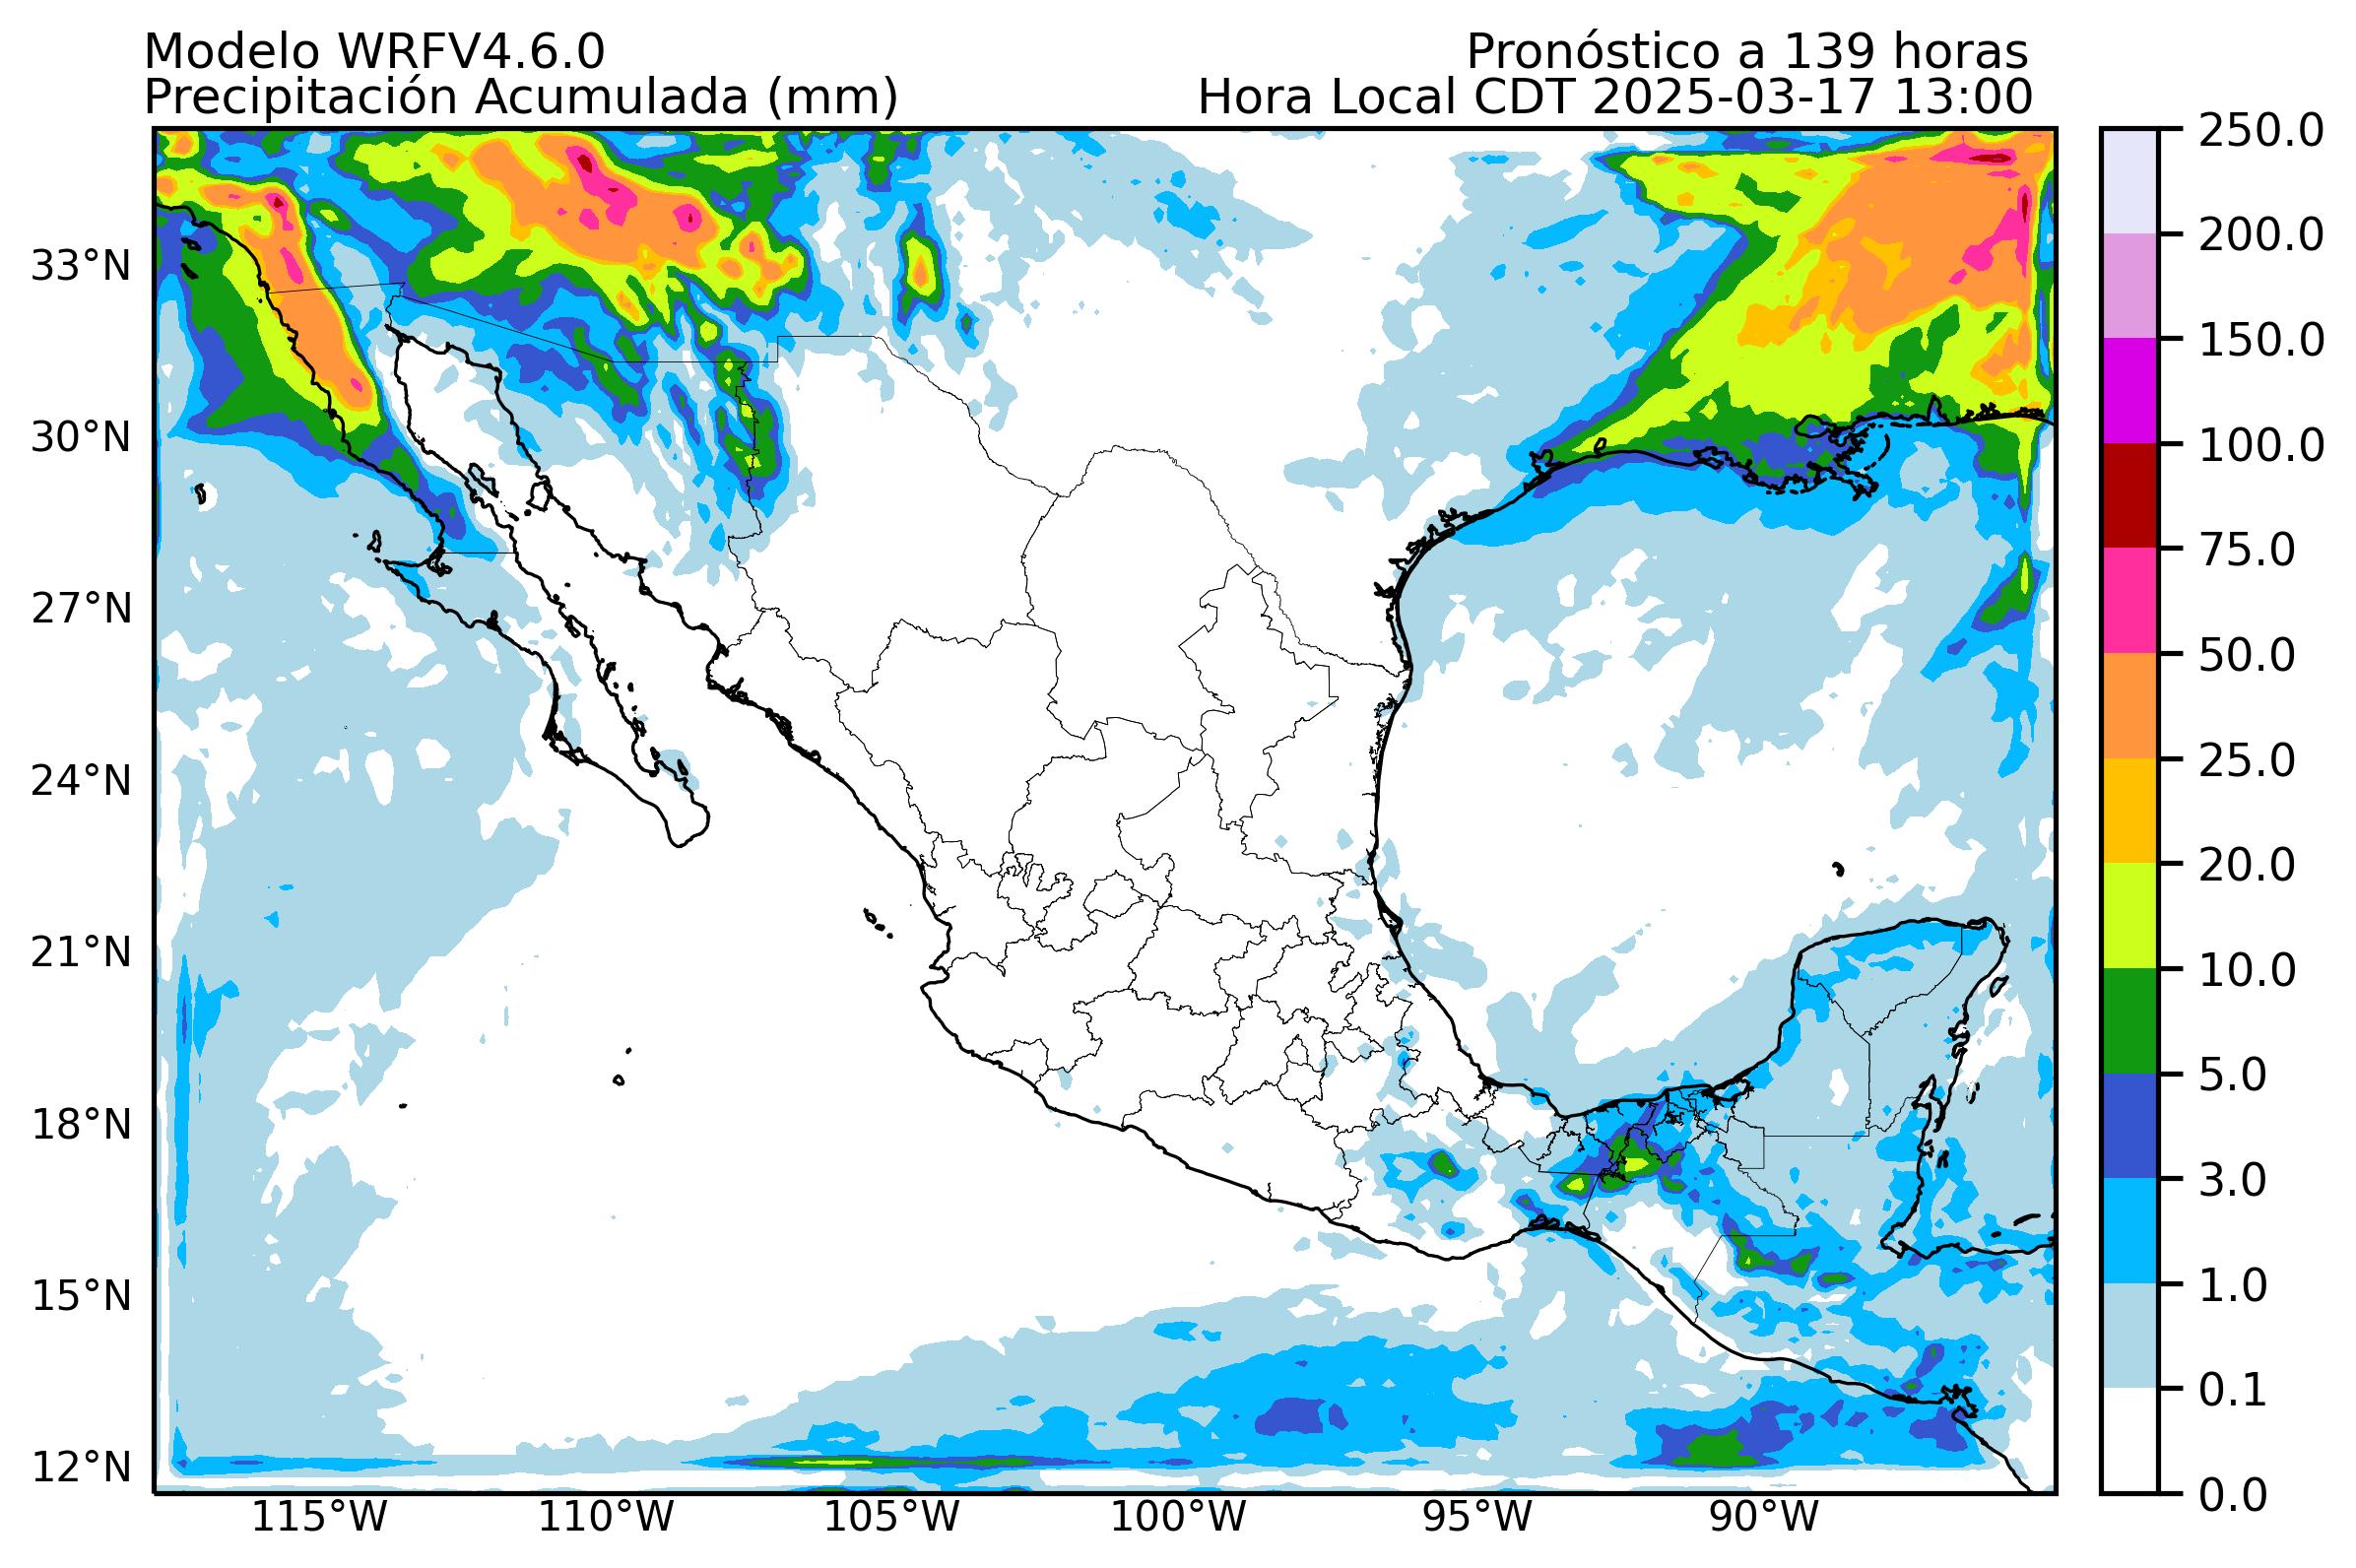 Modelo WRFV4.6.0
Pronóstico a 139 horas
Precipitación Acumulada (mm)
Hora Local CDT 2025-03-17 13:00
250.0
200.0
150.0
100.0
75.0
50.0
25.0
20.0
10.0
5.0
3.0
1.0
0.1
0.0
33°N
30°N
27°N
24°N
21°N
18°N
15°N
12°N
115°W
110°W
105°W
100°W
95°W
90°W